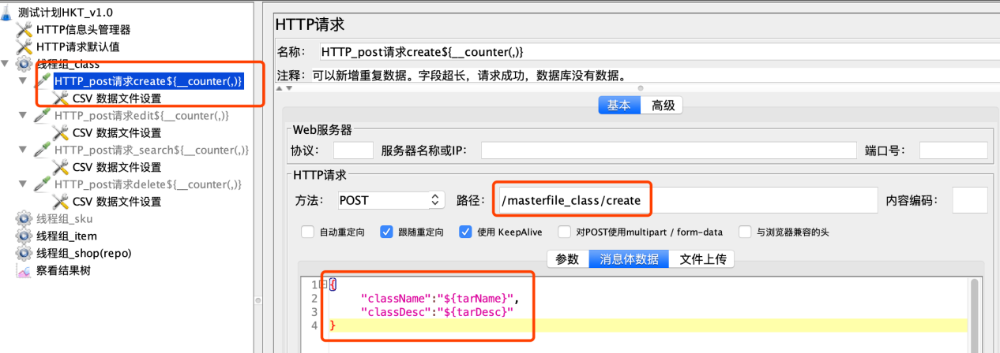 测试计划HKT_v1.0
HTTP信息头管理器
HTTP请求默认值
线程组_class
HTTP_post请求create${__counter(,)}
CSV 数据文件设置
HTTP_post请求edit${__counter(,)}
CSV 数据文件设置
HTTP_post请求_search${__counter(,)}
CSV 数据文件设置
HTTP_post请求delete${__counter(,)}
CSV 数据文件设置
线程组_sku
线程组_item
线程组_shop(repo)
察看结果树
HTTP请求
名称： HTTP_post请求create${__counter(,)}
注释： 可以新增重复数据。字段超长，请求成功，数据库没有数据。
基本 高级
Web服务器
协议： 服务器名称或IP： 端口号：
HTTP请求
方法： POST 路径： /masterfile_class/create 内容编码：
自动重定向 跟随重定向 使用 KeepAlive 对POST使用multipart / form-data 与浏览器兼容的头
参数 消息体数据 文件上传
1 {
2 "className":"${tarName}",
3 "classDesc":"${tarDesc}"
4 }